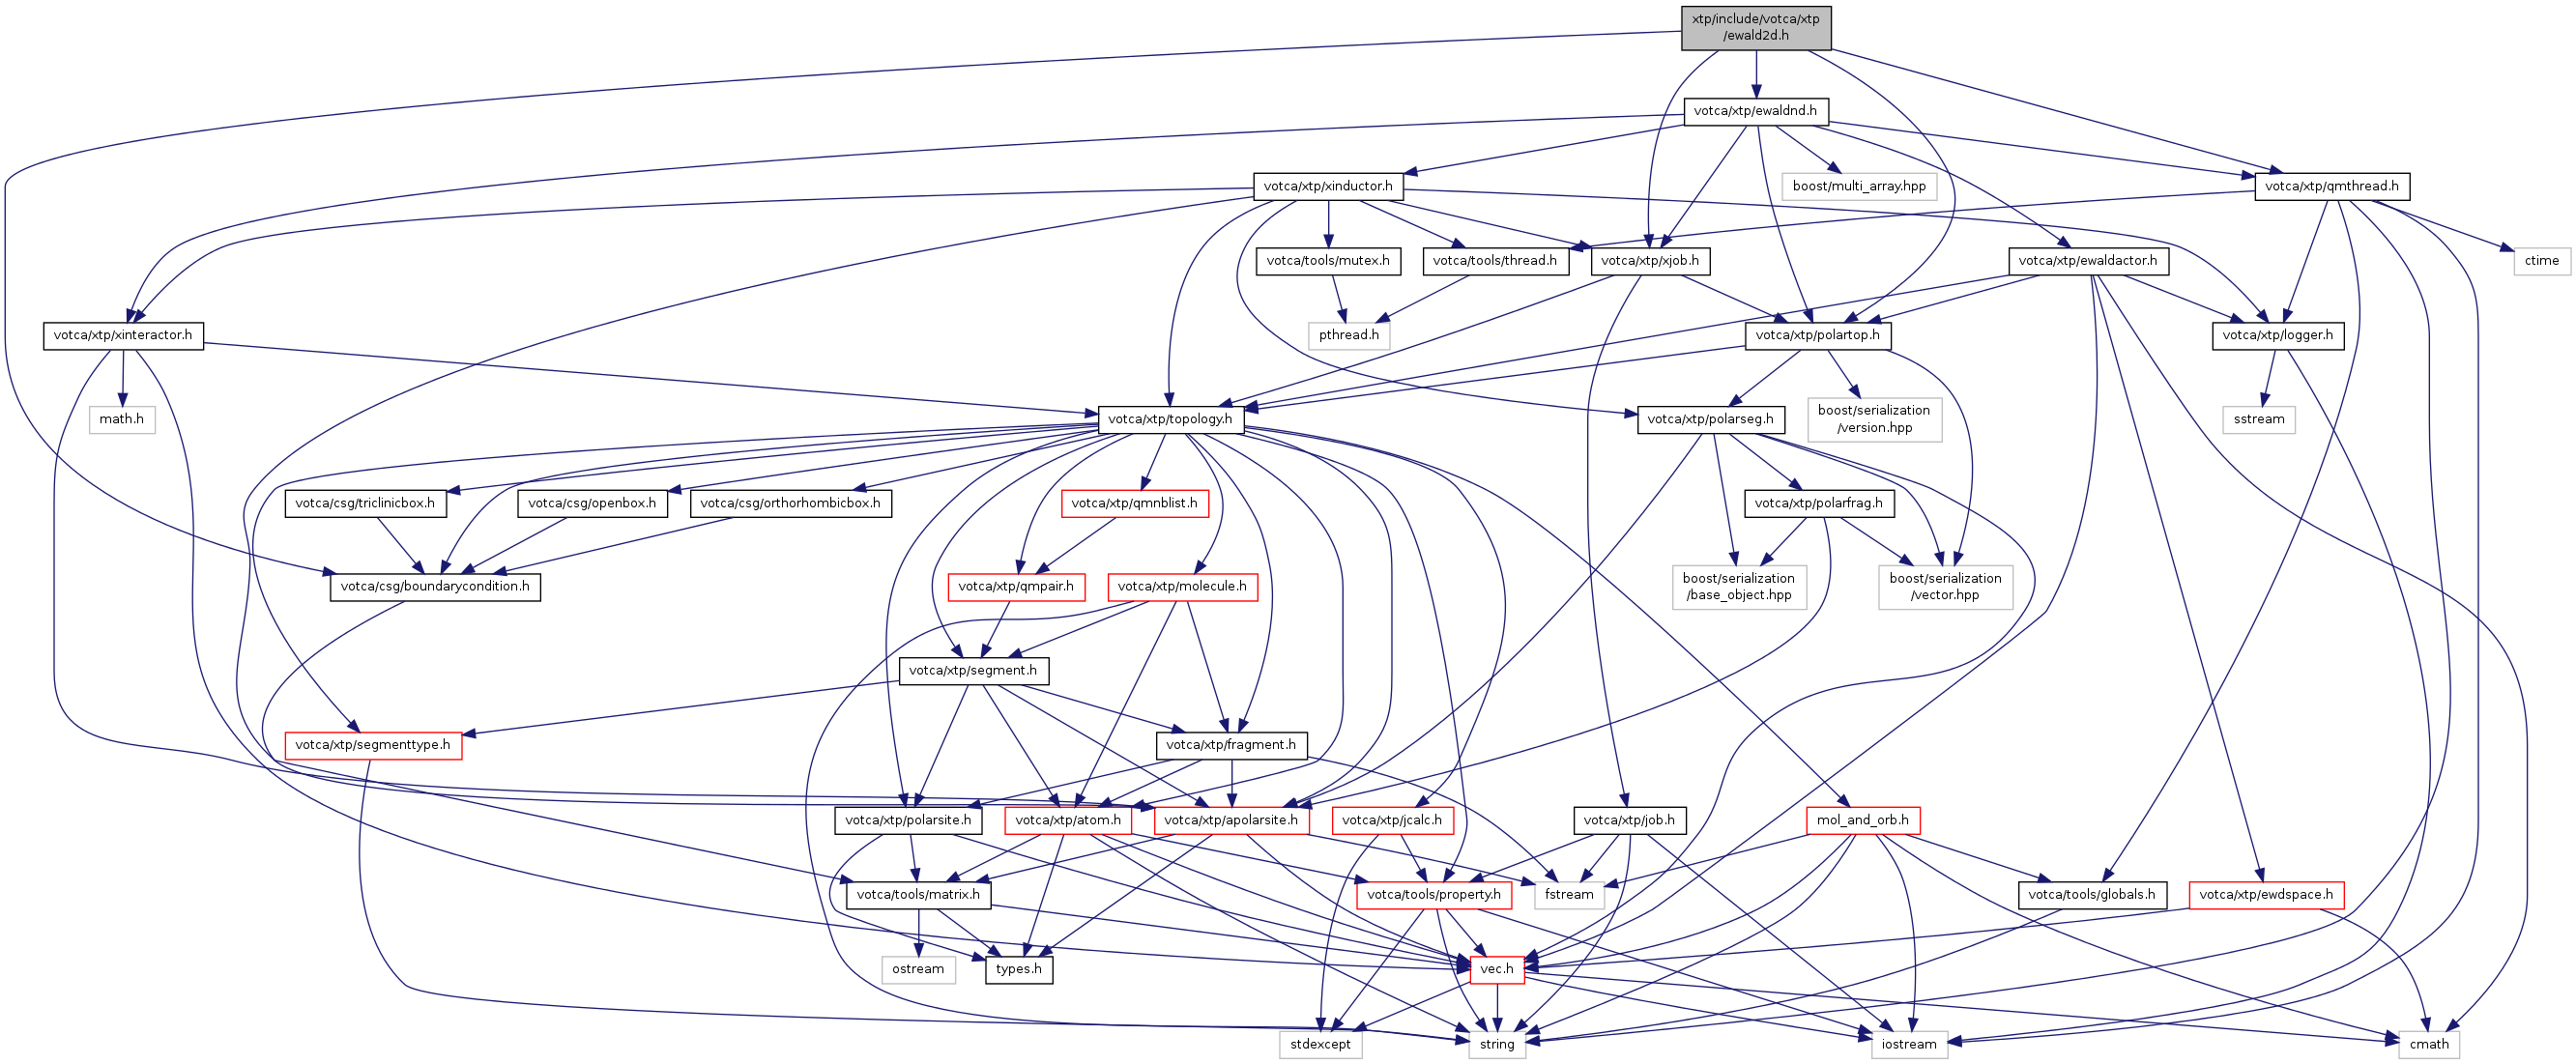 xtp/include/votca/xtp
/ewald2d.h
votca/xtp/ewaldnd.h
votca/xtp/xinductor.h
boost/multi_array.hpp
votca/xtp/qmthread.h
votca/tools/mutex.h
votca/tools/thread.h
votca/xtp/xjob.h
votca/xtp/ewaldactor.h
ctime
votca/xtp/xinteractor.h
pthread.h
votca/xtp/polartop.h
votca/xtp/logger.h
math.h
votca/xtp/topology.h
votca/xtp/polarseg.h
boost/serialization
/version.hpp
sstream
votca/csg/triclinicbox.h
votca/csg/openbox.h
votca/csg/orthorhombicbox.h
votca/xtp/qmnblist.h
votca/xtp/polarfrag.h
votca/csg/boundarycondition.h
votca/xtp/qmpair.h
votca/xtp/molecule.h
boost/serialization
/base_object.hpp
boost/serialization
/vector.hpp
votca/xtp/segment.h
votca/xtp/segmenttype.h
votca/xtp/fragment.h
votca/xtp/polarsite.h
votca/xtp/atom.h
votca/xtp/apolarsite.h
votca/xtp/jcalc.h
votca/xtp/job.h
mol_and_orb.h
votca/tools/matrix.h
votca/tools/property.h
fstream
votca/tools/globals.h
votca/xtp/ewdspace.h
ostream
types.h
vec.h
stdexcept
string
iostream
cmath